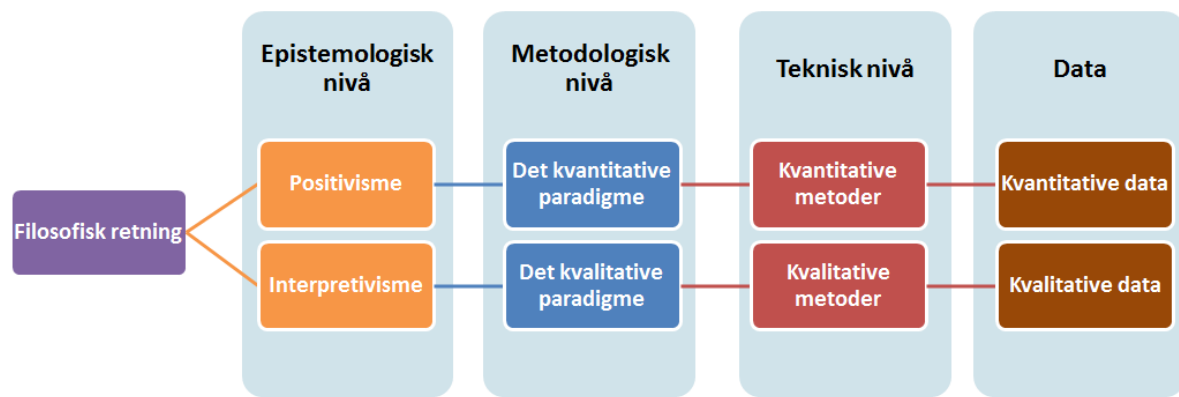 Epistemologisk
nivå
Metodologisk
nivå
Teknisk nivå
Data
Filosofisk retning
Positivisme
Det kvantitative
paradigme
Kvantitative
metoder
Kvantitative data
Interpretivisme
Det kvalitative
paradigme
Kvalitative
metoder
Kvalitative data